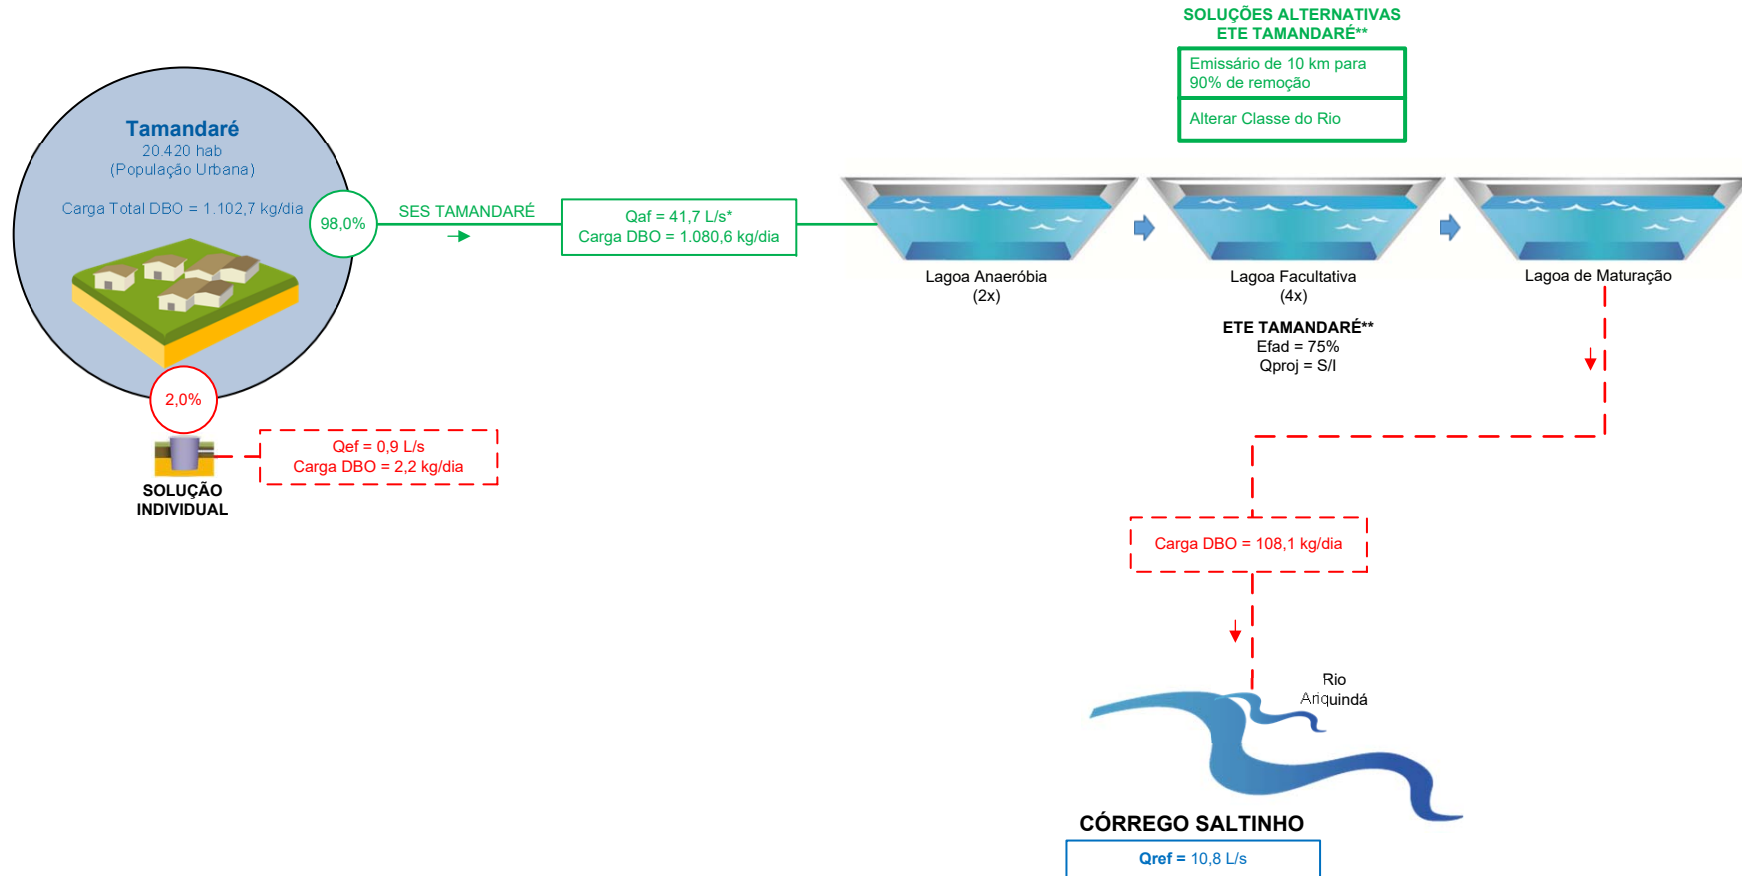 SOLUÇÕES ALTERNATIVAS
ETE TAMANDARÉ**
Emissário de 10 km para
90% de remoção
Alterar Classe do Rio
Tamandaré
20.420 hab
(População Urbana)
Carga Total DBO = 1.102,7 kg/dia
98,0%
SES TAMANDARÉ
Qaf = 41,7 L/s*
Carga DBO = 1.080,6 kg/dia
Lagoa Anaeróbia
(2x)
Lagoa Facultativa
(4x)
Lagoa de Maturação
ETE TAMANDARÉ**
Efad = 75%
Qproj = S/I
2,0%
Qef = 0,9 L/s
Carga DBO = 2,2 kg/dia
SOLUÇÃO
INDIVIDUAL
Carga DBO = 108,1 kg/dia
Rio
Ariquindá
CÓRREGO SALTINHO
Qref = 10,8 L/s